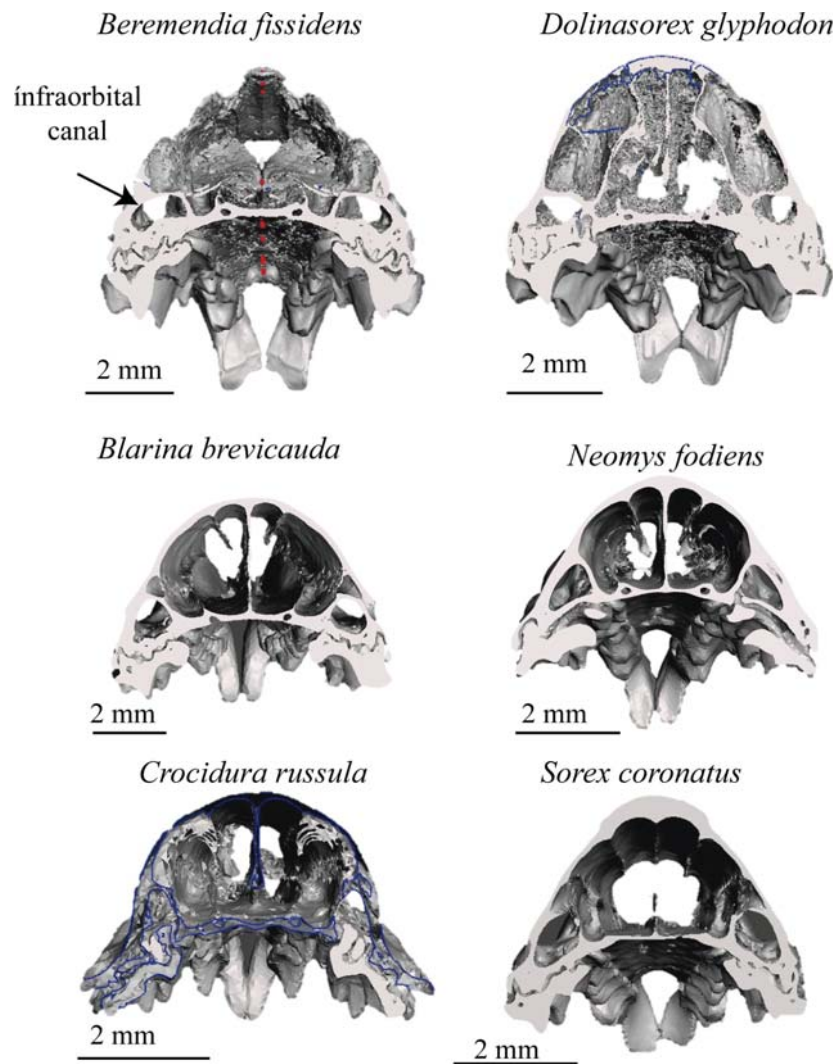 Beremendia fissidens
Dolinasorex glyphodon
infraorbital
canal
2 mm
2 mm
Blarina brevicauda
Neomys fodiens
2 mm
2 mm
Crocidura russula
Sorex coronatus
2 mm
2 mm